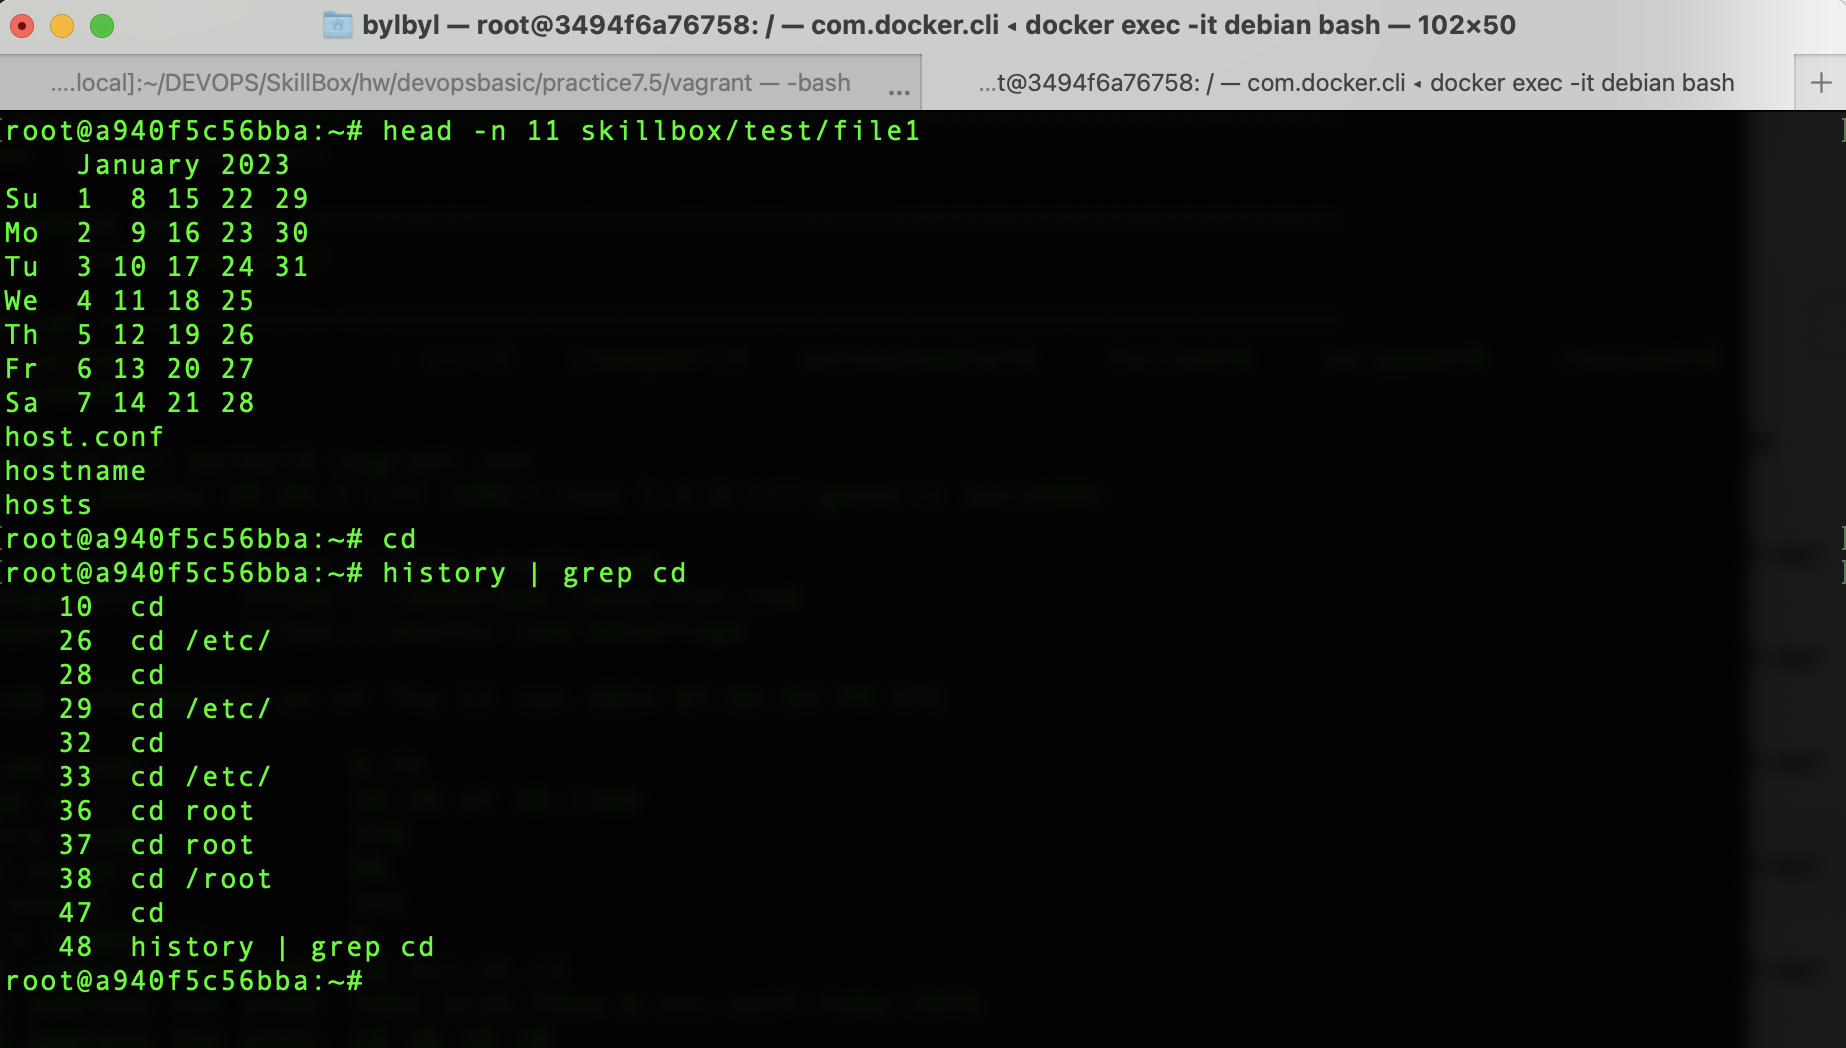 bylbyl — root@3494f6a76758: / — com.docker.cli ◂ docker exec -it debian bash — 102×50
....local]:~/DEVOPS/SkillBox/hw/devopsbasic/practice7.5/vagrant — -bash ... ...t@3494f6a76758: / — com.docker.cli ◂ docker exec -it debian bash +
[root@a940f5c56bba:~# head -n 11 skillbox/test/file1 ]
    January 2023
Su  1  8 15 22 29
Mo  2  9 16 23 30
Tu  3 10 17 24 31
We  4 11 18 25
Th  5 12 19 26
Fr  6 13 20 27
Sa  7 14 21 28
host.conf
hostname
hosts
[root@a940f5c56bba:~# cd ]
[root@a940f5c56bba:~# history | grep cd ]
   10  cd
   26  cd /etc/
   28  cd
   29  cd /etc/
   32  cd
   33  cd /etc/
   36  cd root
   37  cd root
   38  cd /root
   47  cd
   48  history | grep cd
root@a940f5c56bba:~#